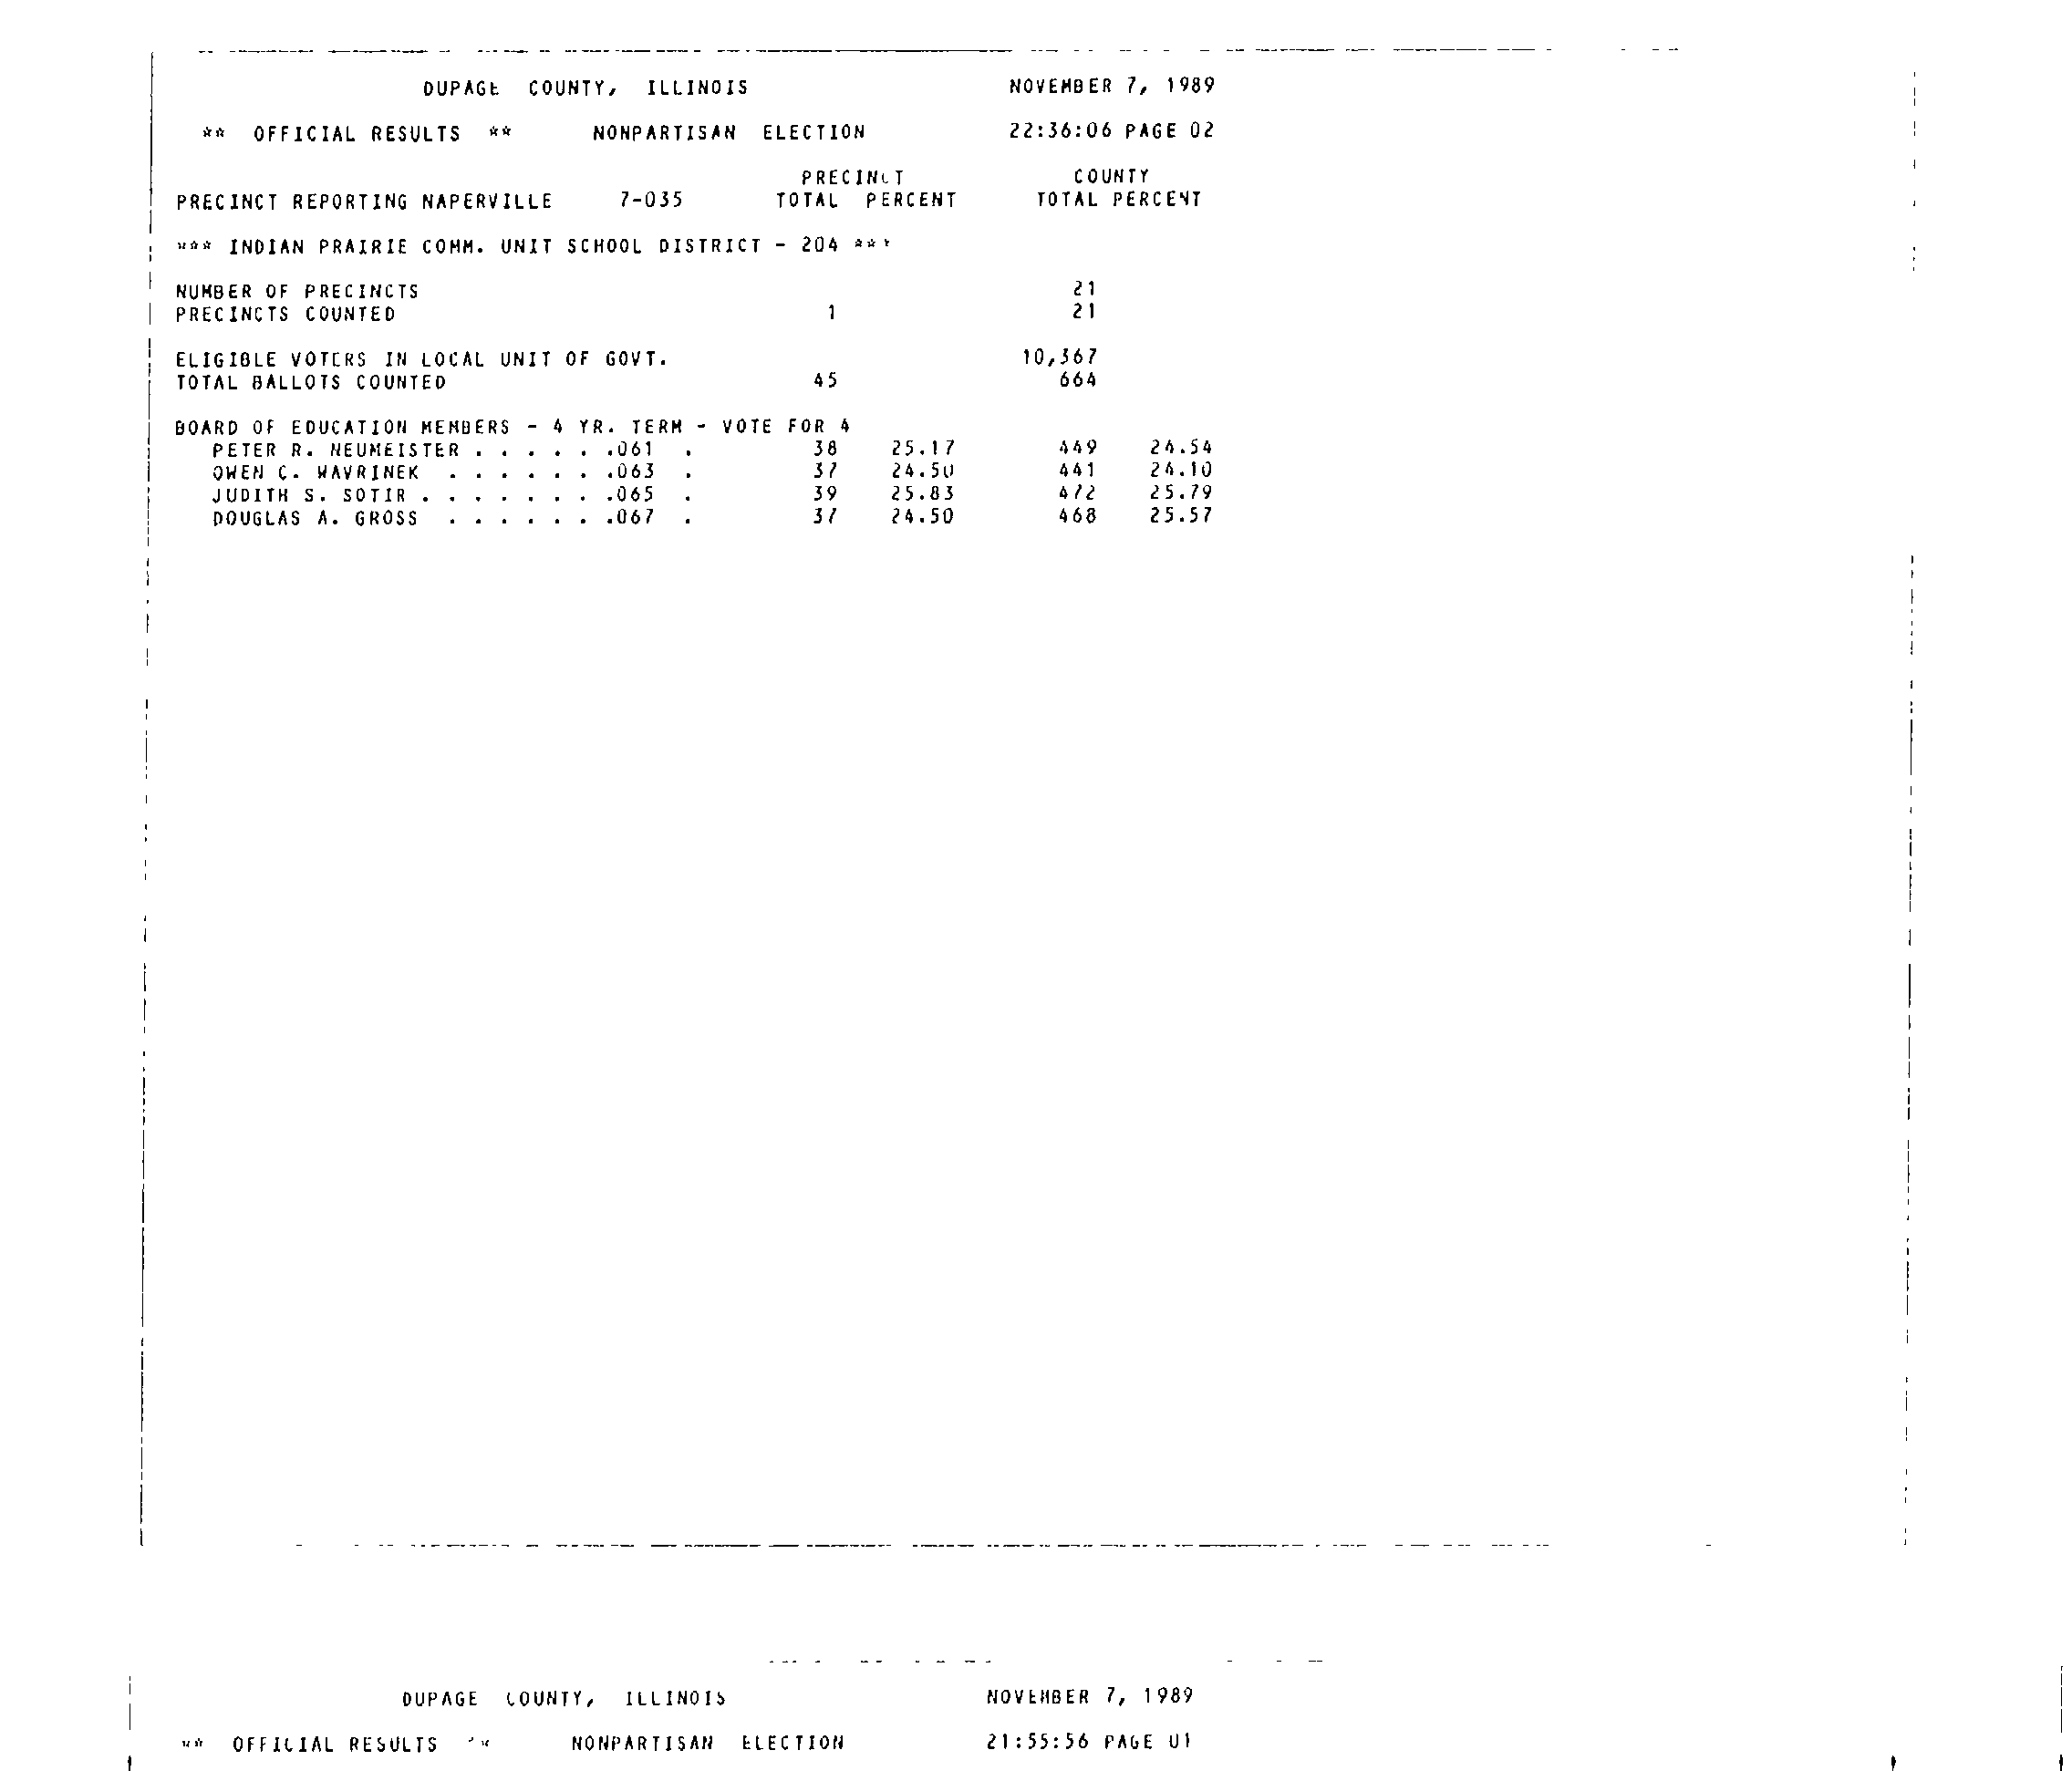 DUPAGE COUNTY, ILLINOIS NOVEMBER 7, 1989
** OFFICIAL RESULTS ** NONPARTISAN ELECTION 22:36:06 PAGE 02
PRECINCT COUNTY
PRECINCT REPORTING NAPERVILLE 7-035 TOTAL PERCENT TOTAL PERCENT
*** INDIAN PRAIRIE COMM. UNIT SCHOOL DISTRICT - 204 ***
NUMBER OF PRECINCTS 21
PRECINCTS COUNTED 1 21
ELIGIBLE VOTERS IN LOCAL UNIT OF GOVT. 10,367
TOTAL BALLOTS COUNTED 45 664
BOARD OF EDUCATION MEMBERS - 4 YR. TERM - VOTE FOR 4
PETER R. NEUMEISTER . . . . . .061 . 38 25.17 449 24.54
OWEN C. WAVRINEK . . . . . . .063 . 37 24.50 441 24.10
JUDITH S. SOTIR . . . . . . . .065 . 39 25.83 472 25.79
DOUGLAS A. GROSS . . . . . . .067 . 37 24.50 468 25.57
DUPAGE COUNTY, ILLINOIS NOVEMBER 7, 1989
** OFFICIAL RESULTS ** NONPARTISAN ELECTION 21:55:56 PAGE 01